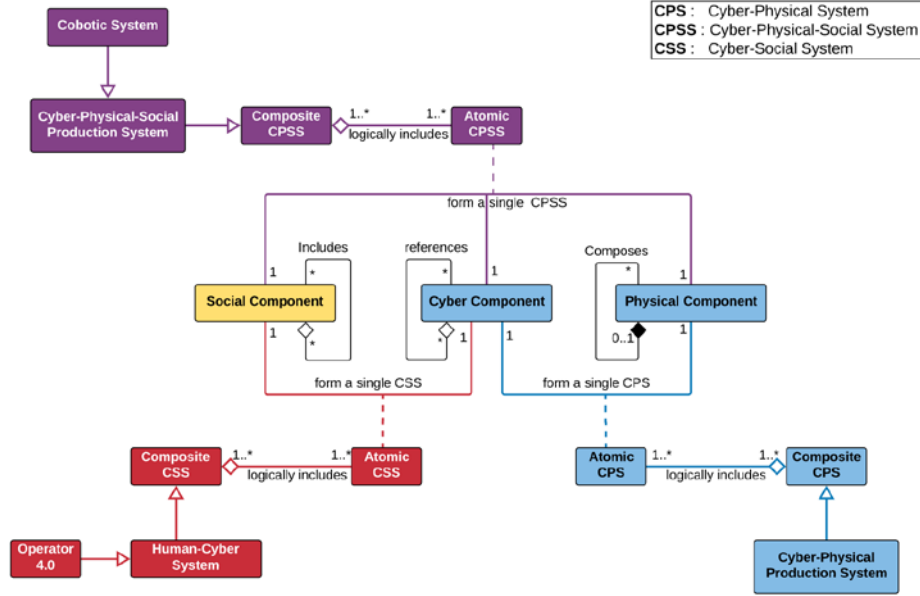 Cobotic System
CPS : Cyber-Physical System
CPSS : Cyber-Physical-Social System
CSS : Cyber-Social System
Cyber-Physical-Social
Production System
Composite
CPSS
1..*
1..*
logically includes
Atomic
CPSS
form a single CPSS
Includes
references
Composes
1
*
*
1
*
1
Social Component
Cyber Component
Physical Component
1
*
*
1
1
0..1
1
form a single CSS
form a single CPS
Composite
CSS
1..*
1..*
logically includes
Atomic
CSS
Atomic
CPS
1..*
1..*
logically includes
Composite
CPS
Operator
4.0
Human-Cyber
System
Cyber-Physical
Production System